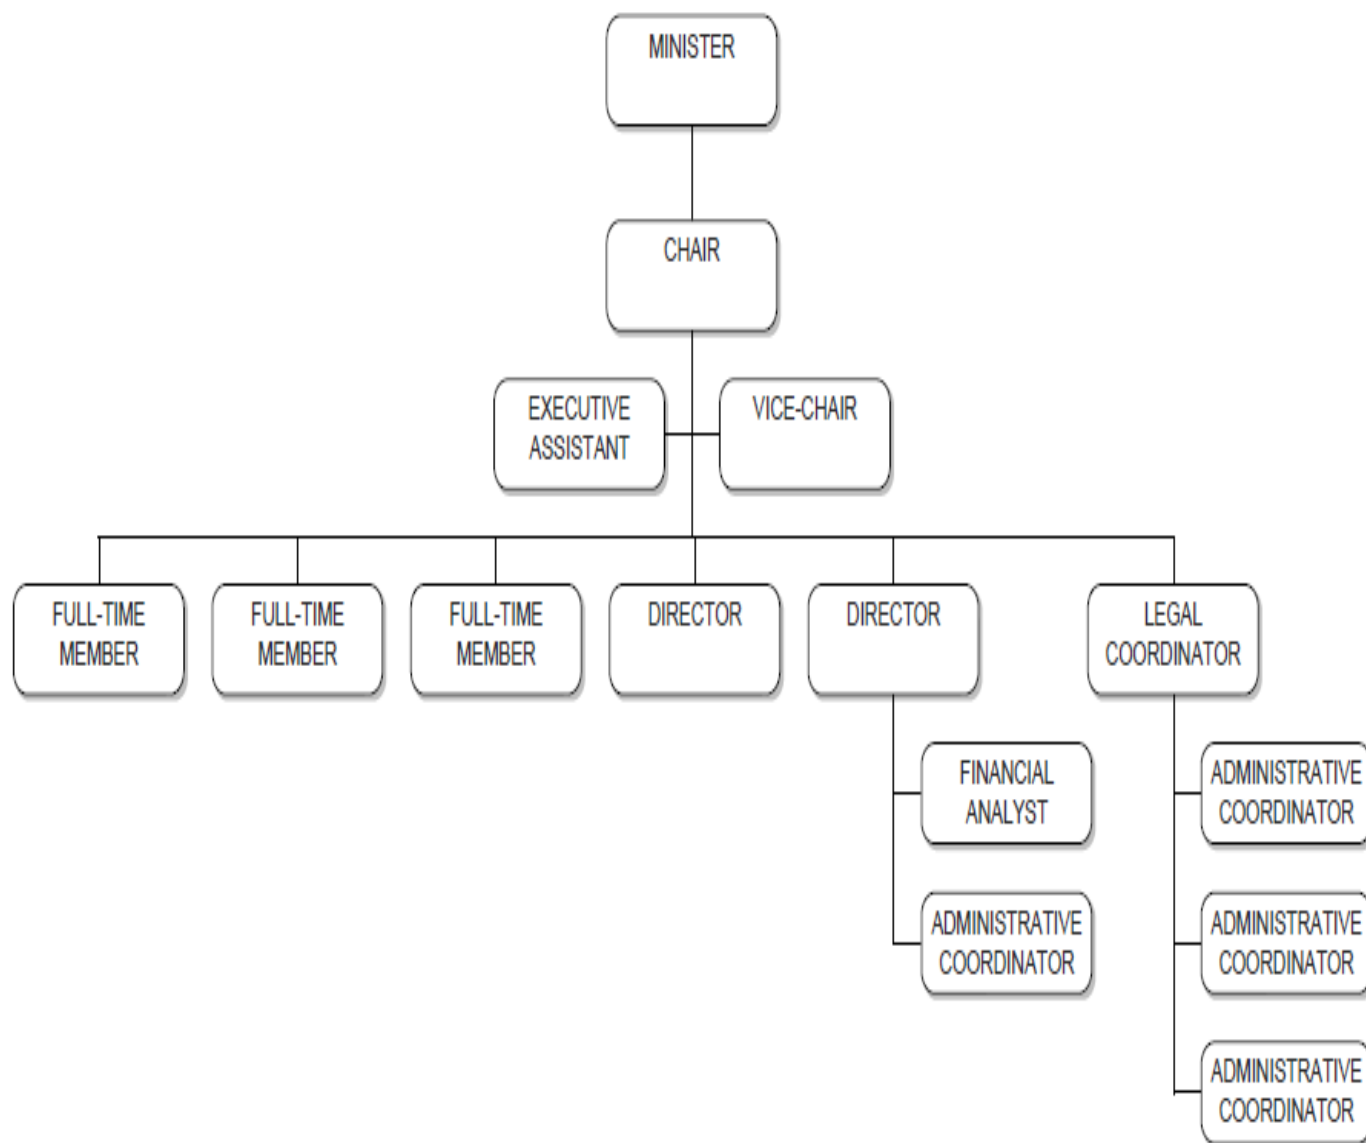 MINISTER
CHAIR
EXECUTIVE
ASSISTANT
VICE-CHAIR
FULL-TIME
MEMBER
FULL-TIME
MEMBER
FULL-TIME
MEMBER
DIRECTOR
DIRECTOR
LEGAL
COORDINATOR
FINANCIAL
ANALYST
ADMINISTRATIVE
COORDINATOR
ADMINISTRATIVE
COORDINATOR
ADMINISTRATIVE
COORDINATOR
ADMINISTRATIVE
COORDINATOR